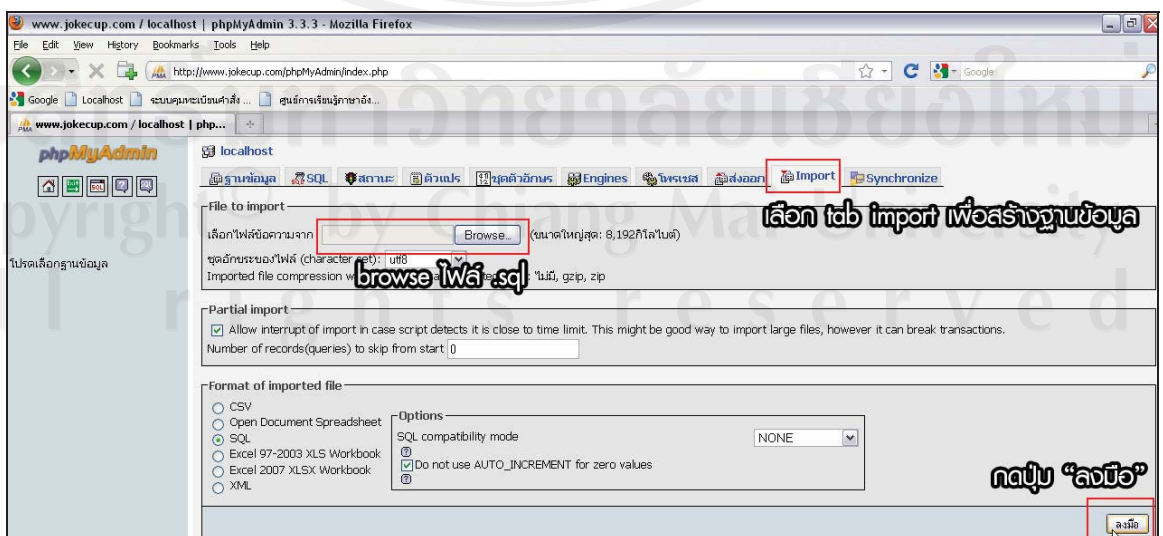 www.jokecup.com / localhost | phpMyAdmin 3.3.3 - Mozilla Firefox
File Edit View History Bookmarks Tools Help
http://www.jokecup.com/phpMyAdmin/index.php
Google
Google Localhost ระบบคุมทะเบียนคำสั่ง ... ศูนย์การเรียนรู้ภาษาอัง...
www.jokecup.com / localhost | php...
phpMyAdmin
localhost
ฐานข้อมูล SQL สถานะ ตัวแปร ชุดตัวอักษร Engines โพรเซส ส่งออก Import Synchronize
เลือก tab import เพื่อสร้างฐานข้อมูล
File to import
เลือกไฟล์ข้อความจาก Browse... (ขนาดใหญ่สุด: 8,192กิโลไบต์)
โปรดเลือกฐานข้อมูล
ชุดอักขระของไฟล์ (character set): utf8
browse ไฟล์ .sql
Imported file compression ไม่มี, gzip, zip
Partial import
Allow interrupt of import in case script detects it is close to time limit. This might be good way to import large files, however it can break transactions.
Number of records(queries) to skip from start 0
Format of imported file
CSV
Open Document Spreadsheet
SQL
Excel 97-2003 XLS Workbook
Excel 2007 XLSX Workbook
XML
Options
SQL compatibility mode NONE
Do not use AUTO_INCREMENT for zero values
กดปุ่ม “ลงมือ”
ลงมือ
by Chiang Mai University
rights reserved